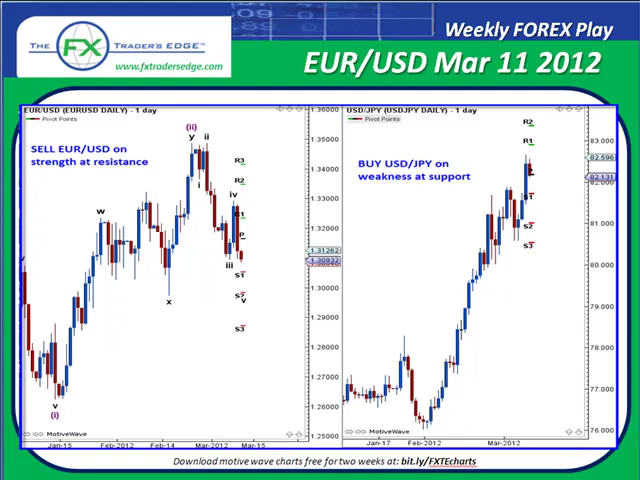 THE FX TRADER'S EDGE™
www.fxtradersedge.com
Weekly FOREX Play
EUR/USD Mar 11 2012
EUR/USD (EURUSD DAILY) - 1 day
Pivot Points
SELL EUR/USD on
strength at resistance
(ii)
y ii
i
w
x
iv
iii
v
v
v
(i)
R3
R2
R1
P
S1
S2
S3
1.36000
1.35000
1.34000
1.33000
1.32000
1.31262
1.30932
1.30000
1.29000
1.28000
1.27000
1.26000
1.25000
MotiveWave
Jan-15 Feb-2012 Feb-14 Mar-2012 Mar-15
USD/JPY (USDJPY DAILY) - 1 day
Pivot Points
BUY USD/JPY on
weakness at support
R2
R1
P
S1
S2
S3
83.000
82.596
82.131
82.000
81.000
80.000
79.000
78.000
77.000
76.000
MotiveWave
Jan-17 Feb-2012 Mar-2012
Download motive wave charts free for two weeks at: bit.ly/FXTEcharts